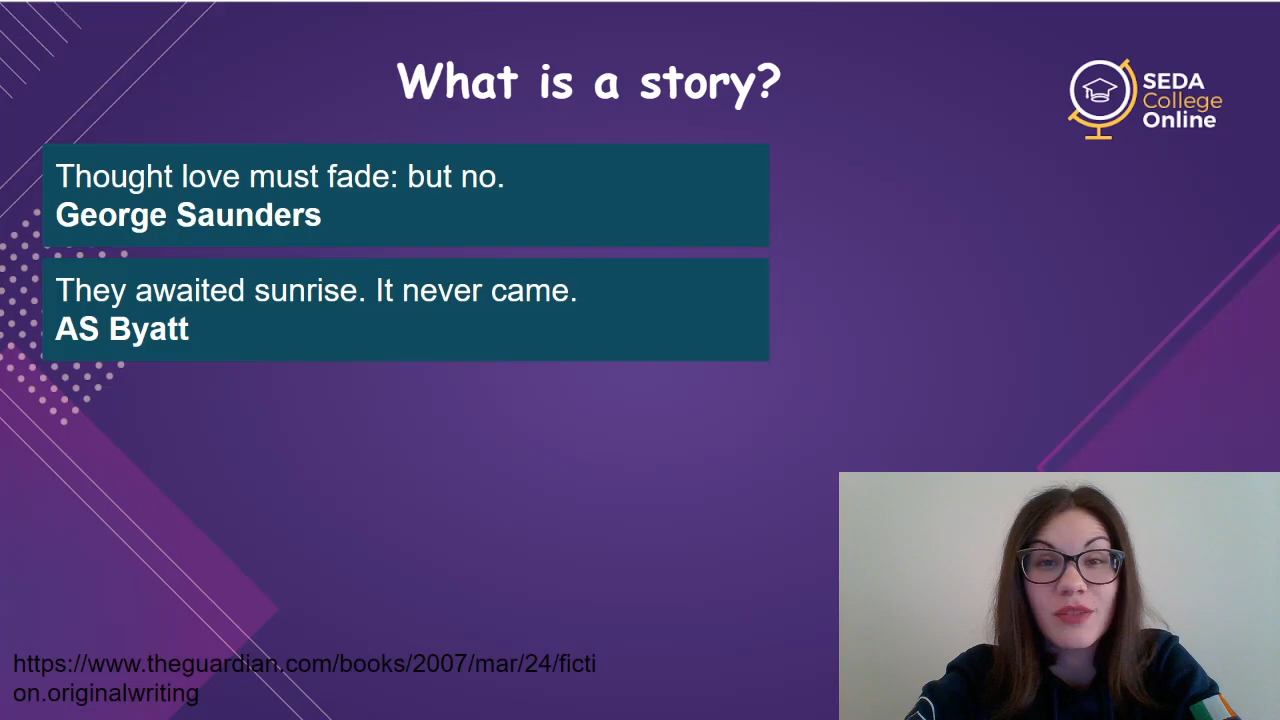 What is a story?
SEDA
College
Online
Thought love must fade: but no.
George Saunders
They awaited sunrise. It never came.
AS Byatt
https://www.theguardian.com/books/2007/mar/24/ficti
on.originalwriting